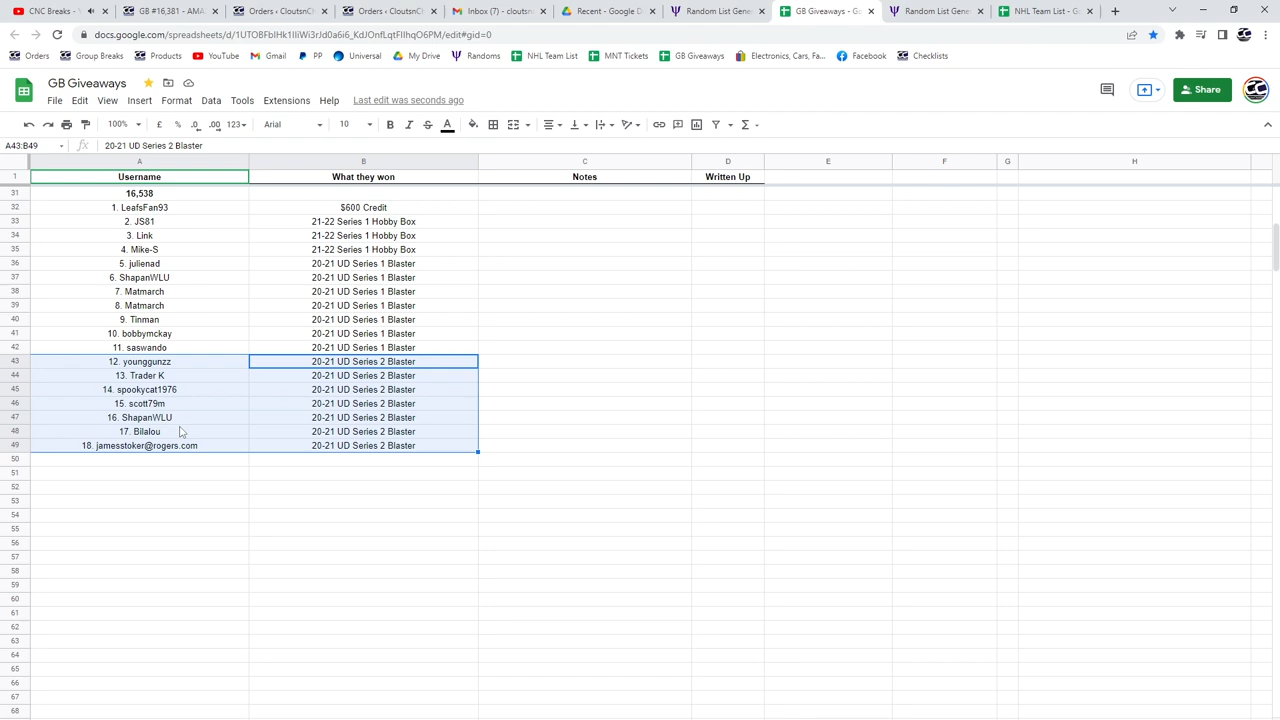 CNC Breaks - V
GB #16,381 - AMA
Orders ‹ CloutsnCh
Orders ‹ CloutsnCh
Inbox (7) - cloutsn
Recent - Google D
Random List Gener
GB Giveaways - Go
Random List Gene
NHL Team List - Go
docs.google.com/spreadsheets/d/
Orders
Group Breaks
Products
YouTube
Gmail
PP
Universal
My Drive
Randoms
NHL Team List
MNT Tickets
GB Giveaways
Electronics, Cars, Fa...
Facebook
Checklists
GB Giveaways
File Edit View Insert Format Data Tools Extensions Help Last edit was seconds ago
Share
100% £ % .0 .00 123 Arial 10
A43:B49 fx 20-21 UD Series 2 Blaster
A B C D E F G H
1 Username What they won Notes Written Up
31 16,538
32 1. LeafsFan93 $600 Credit
33 2. JS81 21-22 Series 1 Hobby Box
34 3. Link 21-22 Series 1 Hobby Box
35 4. Mike-S 21-22 Series 1 Hobby Box
36 5. julienad 20-21 UD Series 1 Blaster
37 6. ShapanWLU 20-21 UD Series 1 Blaster
38 7. Matmarch 20-21 UD Series 1 Blaster
39 8. Matmarch 20-21 UD Series 1 Blaster
40 9. Tinman 20-21 UD Series 1 Blaster
41 10. bobbymckay 20-21 UD Series 1 Blaster
42 11. saswando 20-21 UD Series 1 Blaster
43 12. younggunzz 20-21 UD Series 2 Blaster
44 13. Trader K 20-21 UD Series 2 Blaster
45 14. spookycat1976 20-21 UD Series 2 Blaster
46 15. scott79m 20-21 UD Series 2 Blaster
47 16. ShapanWLU 20-21 UD Series 2 Blaster
48 17. Bilalou 20-21 UD Series 2 Blaster
49 18. jamesstoker@rogers.com 20-21 UD Series 2 Blaster
50
51
52
53
54
55
56
57
58
59
60
61
62
63
64
65
66
67
68